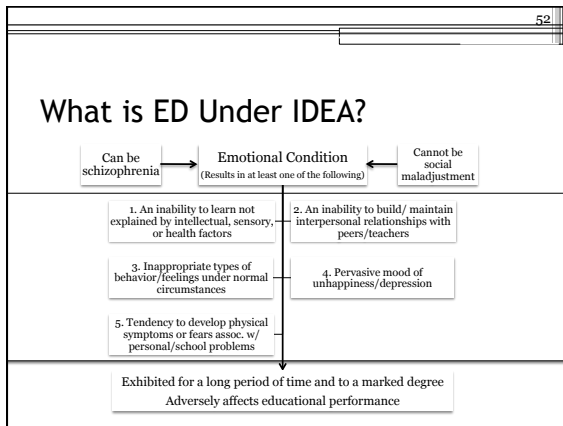 52
What is ED Under IDEA?
Can be
schizophrenia
Emotional Condition
(Results in at least one of the following)
Cannot be
social
maladjustment
1. An inability to learn not
explained by intellectual, sensory,
or health factors
2. An inability to build/ maintain
interpersonal relationships with
peers/teachers
3. Inappropriate types of
behavior/feelings under normal
circumstances
4. Pervasive mood of
unhappiness/depression
5. Tendency to develop physical
symptoms or fears assoc. w/
personal/school problems
Exhibited for a long period of time and to a marked degree
Adversely affects educational performance